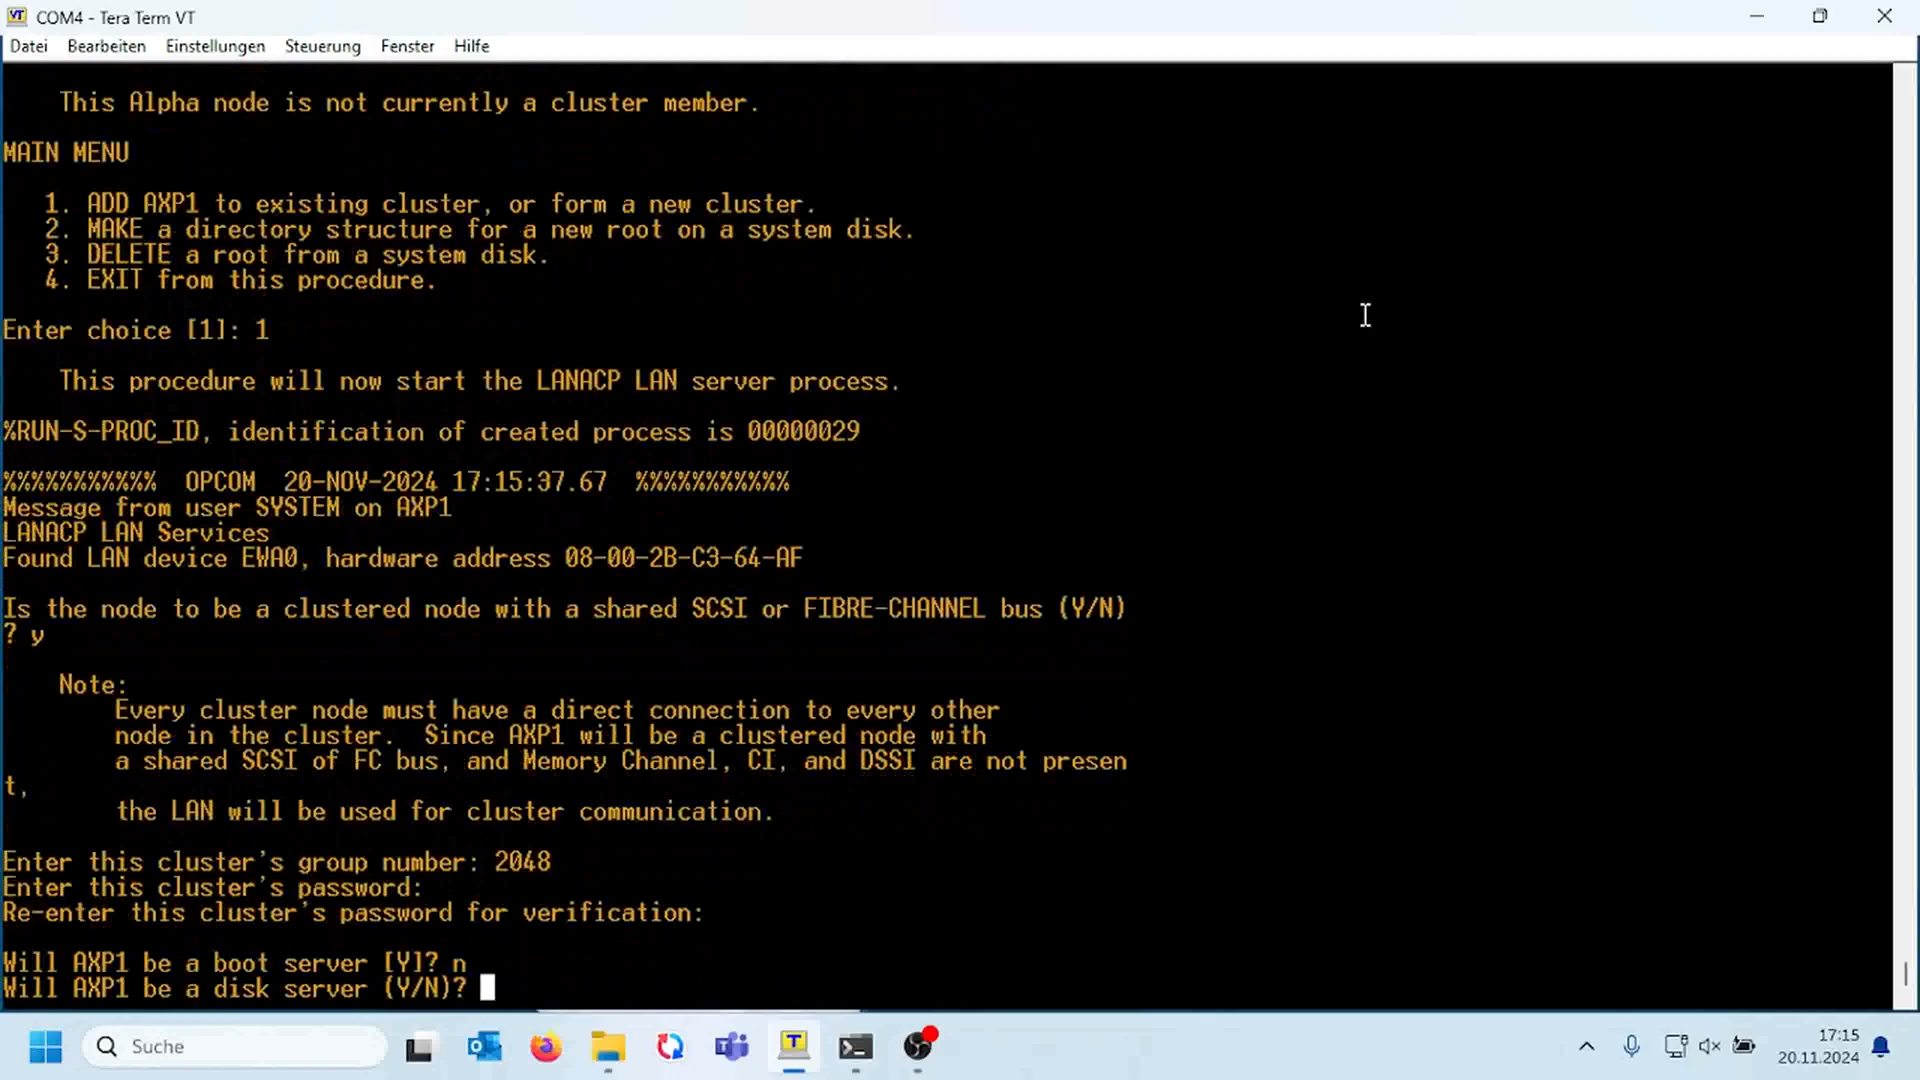 COM4 - Tera Term VT
Datei Bearbeiten Einstellungen Steuerung Fenster Hilfe
This Alpha node is not currently a cluster member.
MAIN MENU
1. ADD AXP1 to existing cluster, or form a new cluster.
2. MAKE a directory structure for a new root on a system disk.
3. DELETE a root from a system disk.
4. EXIT from this procedure.
Enter choice [1]: 1
This procedure will now start the LANACP LAN server process.
%RUN-S-PROC_ID, identification of created process is 00000029
%%%%%%%%%%% OPCOM 20-NOV-2024 17:15:37.67 %%%%%%%%%%%
Message from user SYSTEM on AXP1
LANACP LAN Services
Found LAN device EWA0, hardware address 08-00-2B-C3-64-AF
Is the node to be a clustered node with a shared SCSI or FIBRE-CHANNEL bus (Y/N)
? y
Note:
Every cluster node must have a direct connection to every other
node in the cluster. Since AXP1 will be a clustered node with
a shared SCSI of FC bus, and Memory Channel, CI, and DSSI are not presen
t,
the LAN will be used for cluster communication.
Enter this cluster's group number: 2048
Enter this cluster's password:
Re-enter this cluster's password for verification:
Will AXP1 be a boot server [Y]? n
Will AXP1 be a disk server (Y/N)?
Suche
17:15
20.11.2024